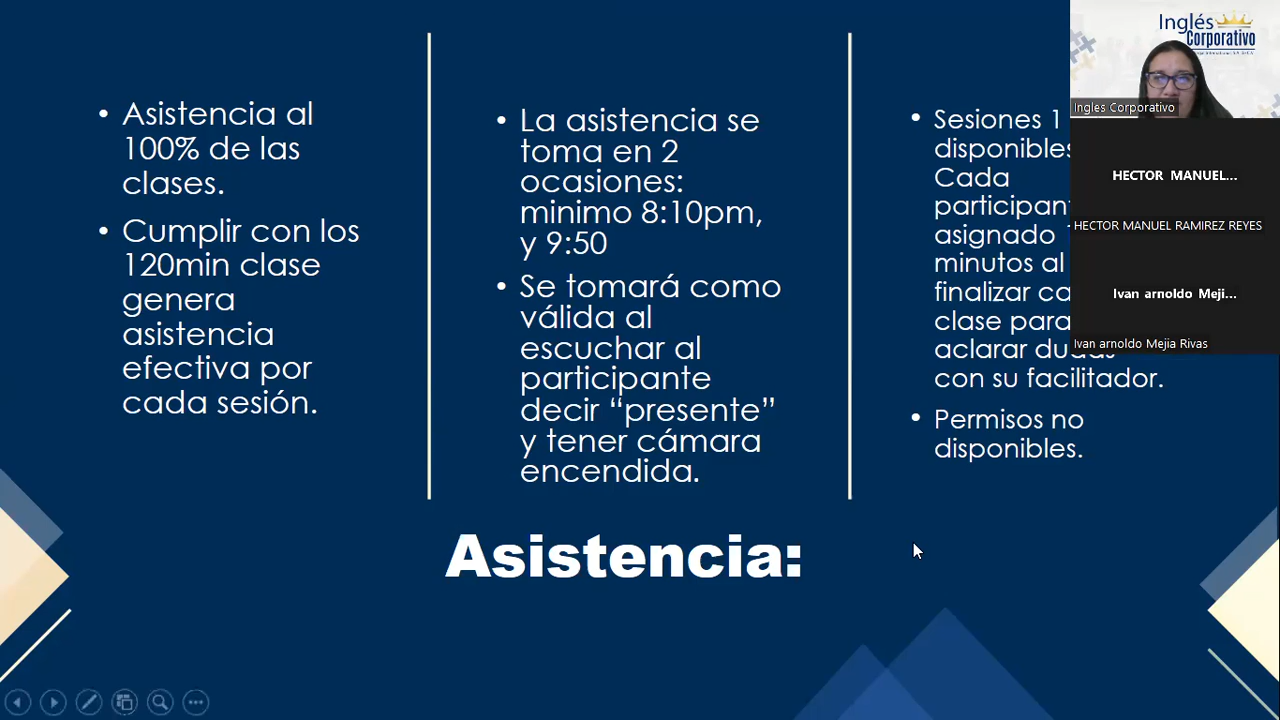 • Asistencia al
100% de las
clases.
• Cumplir con los
120min clase
genera
asistencia
efectiva por
cada sesión.
• La asistencia se
toma en 2
ocasiones:
minimo 8:10pm,
y 9:50
• Se tomará como
válida al
escuchar al
participante
decir “presente”
y tener cámara
encendida.
• Sesiones 1
disponibles
Cada
asignado
minutos al
finalizar
clase para
aclarar dudas
con su facilitador.
• Permisos no
disponibles.
Asistencia:
Inglés
Corporativo
Ingles Corporativo
HECTOR MANUEL...
HECTOR MANUEL RAMIREZ REYES
Ivan arnoldo Meji...
Ivan arnoldo Mejia Rivas